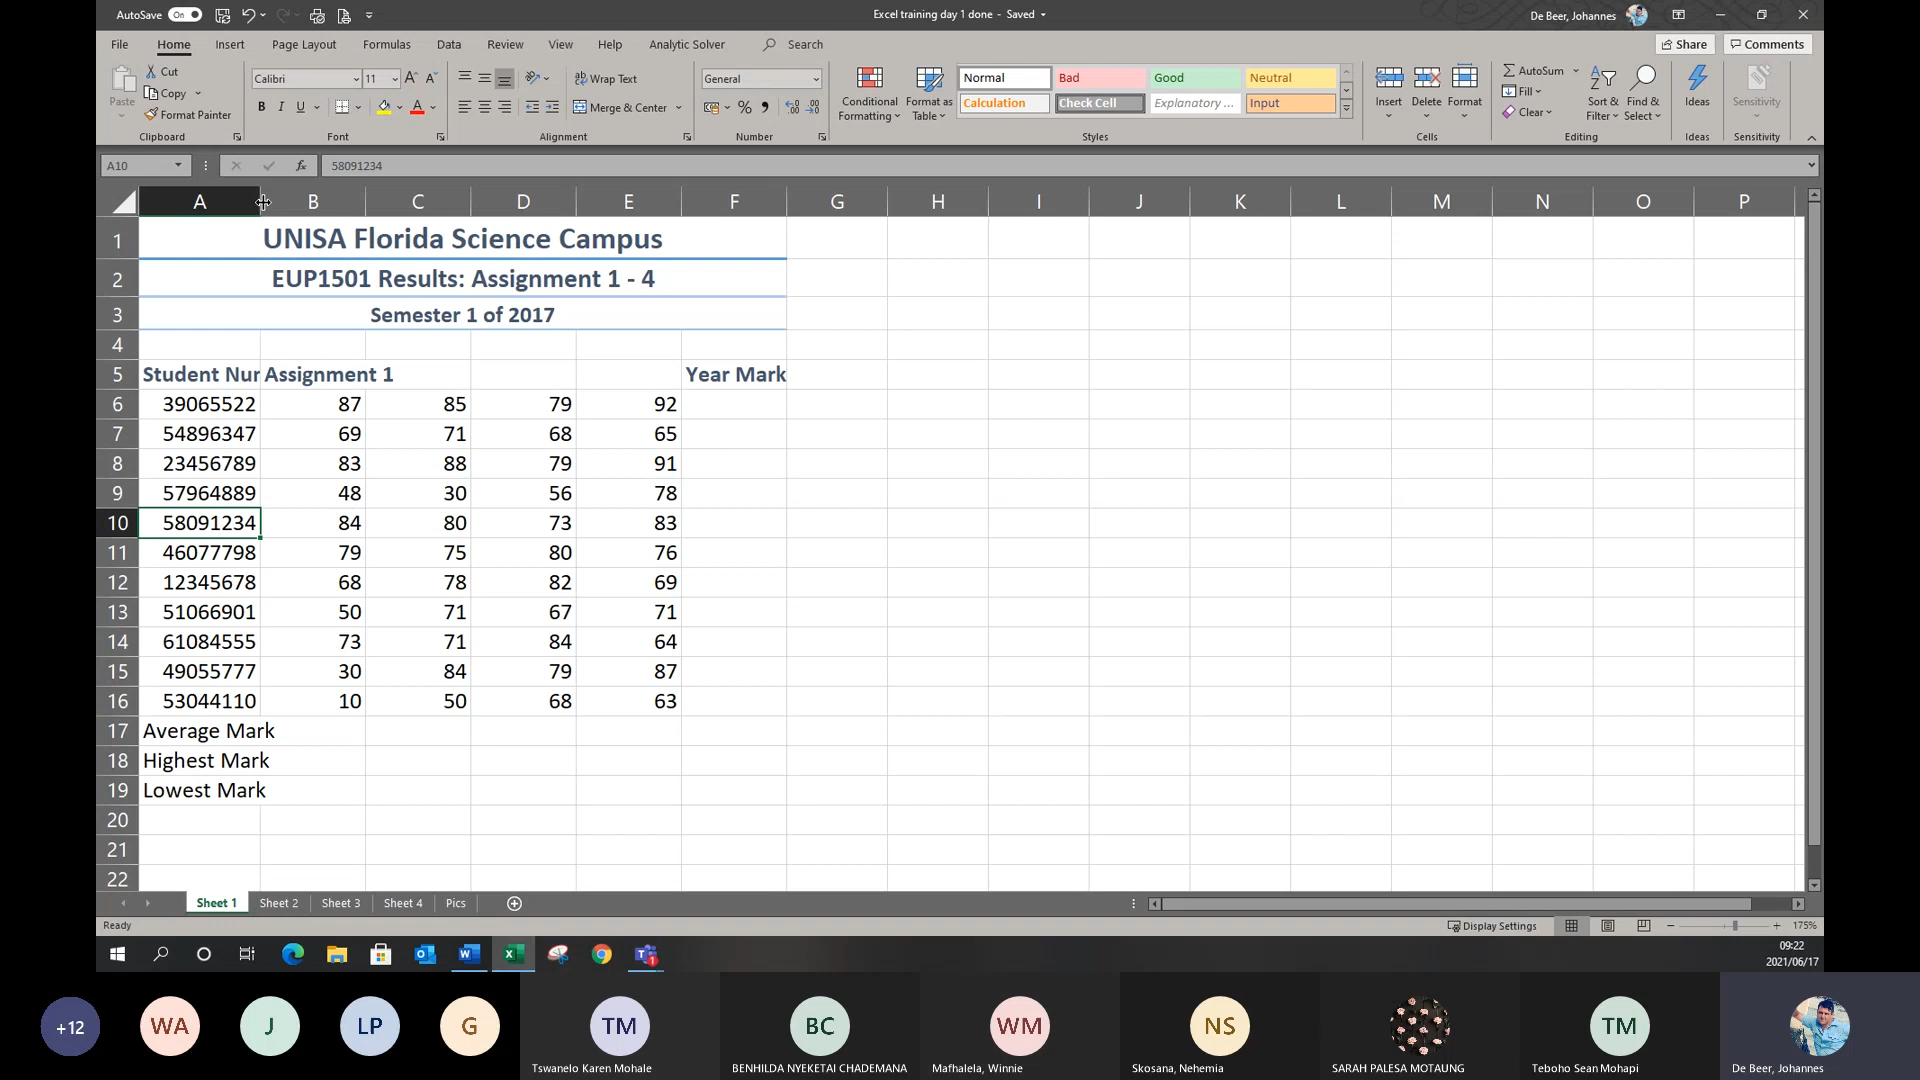 AutoSave On Excel training day 1 done - Saved De Beer, Johannes
File Home Insert Page Layout Formulas Data Review View Help Analytic Solver Search Share Comments
Paste Cut Copy Format Painter
Calibri 11
B I U A A A
Wrap Text
Merge & Center
General
%
Conditional Formatting Format as Table
Normal Bad Good Neutral
Calculation Check Cell Explanatory ... Input
Insert Delete Format
AutoSum
Fill
Clear
Sort & Filter Find & Select Ideas Sensitivity
Clipboard Font Alignment Number Styles Cells Editing Ideas Sensitivity
A10 fx 58091234
A B C D E F G H I J K L M N O P
1 UNISA Florida Science Campus
2 EUP1501 Results: Assignment 1 - 4
3 Semester 1 of 2017
4
5 Student Nur Assignment 1 Year Mark
6 39065522 87 85 79 92
7 54896347 69 71 68 65
8 23456789 83 88 79 91
9 57964889 48 30 56 78
10 58091234 84 80 73 83
11 46077798 79 75 80 76
12 12345678 68 78 82 69
13 51066901 50 71 67 71
14 61084555 73 71 84 64
15 49055777 30 84 79 87
16 53044110 10 50 68 63
17 Average Mark
18 Highest Mark
19 Lowest Mark
20
21
22
Sheet 1 Sheet 2 Sheet 3 Sheet 4 Pics
Ready Display Settings 175%
09:22
2021/06/17
+12 WA J LP G TM BC WM NS TM
Tswanelo Karen Mohale BENHILDA NYEKETAI CHADEMANA Mafhalela, Winnie Skosana, Nehemia SARAH PALESA MOTAUNG Teboho Sean Mohapi De Beer, Johannes